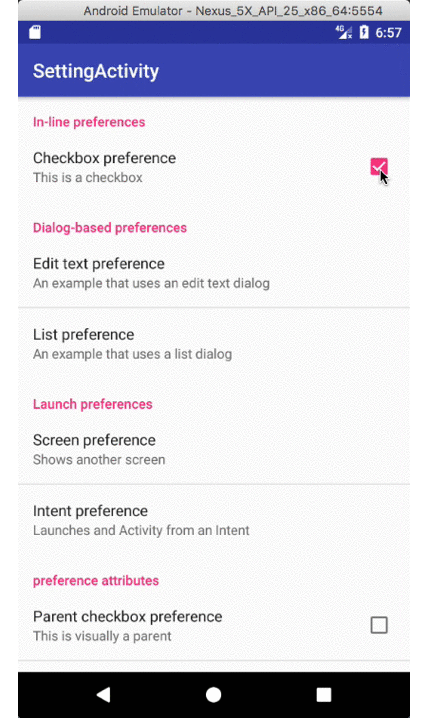 Android Emulator - Nexus_5X_API_25_x86_64:5554
4G 6:57
SettingActivity
In-line preferences
Checkbox preference
This is a checkbox
Dialog-based preferences
Edit text preference
An example that uses an edit text dialog
List preference
An example that uses a list dialog
Launch preferences
Screen preference
Shows another screen
Intent preference
Launches and Activity from an Intent
preference attributes
Parent checkbox preference
This is visually a parent